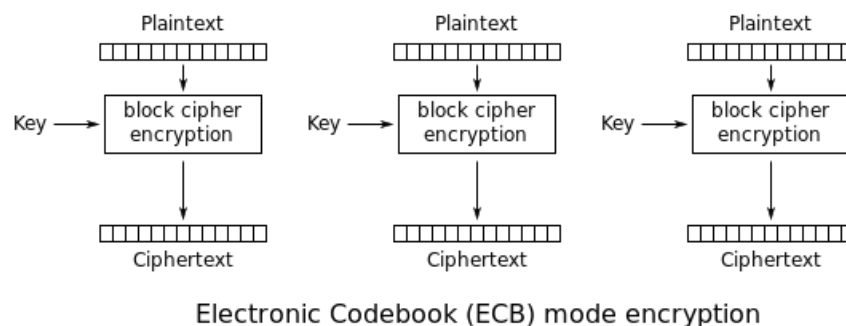 Plaintext Plaintext Plaintext
Key block cipher encryption Key block cipher encryption Key block cipher encryption
Ciphertext Ciphertext Ciphertext
Electronic Codebook (ECB) mode encryption